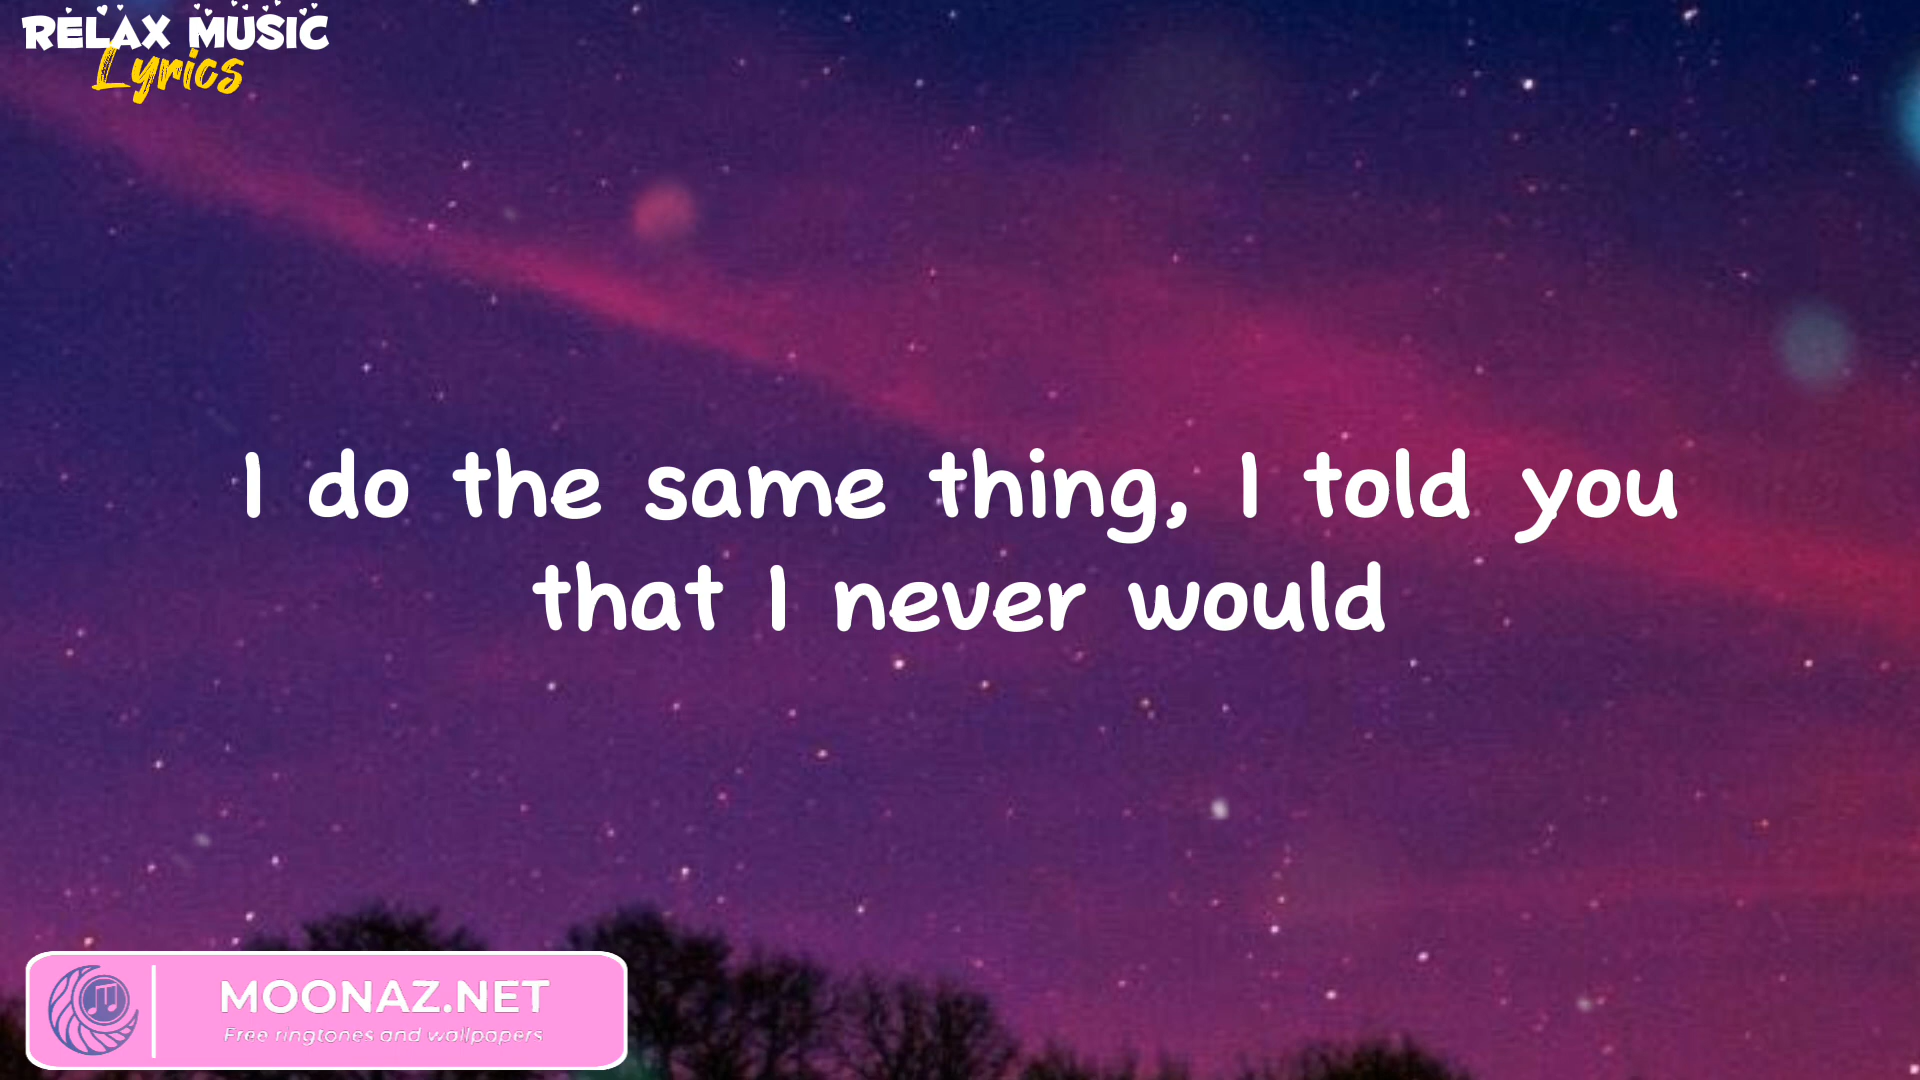 RELAX MUSIC
Lyrics
I do the same thing, I told you
that I never would
MOONAZ.NET
Free ringtones and wallpapers